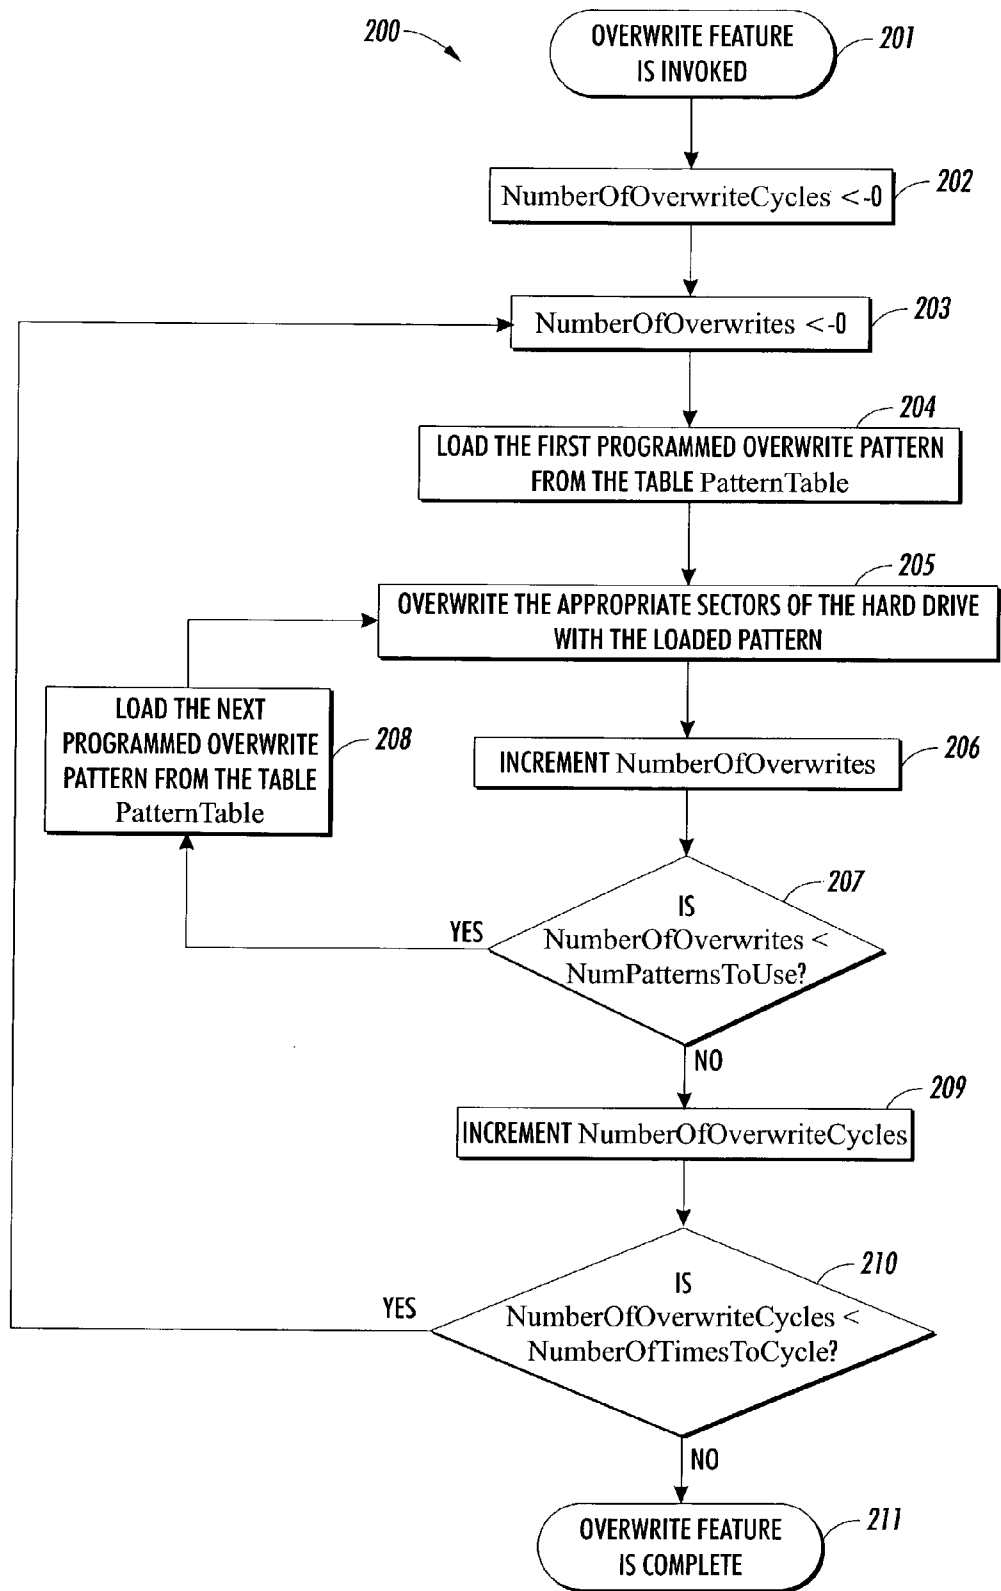 200
OVERWRITE FEATURE
IS INVOKED
201
NumberOfOverwriteCycles <-0
202
NumberOfOverwrites <-0
203
204
LOAD THE FIRST PROGRAMMED OVERWRITE PATTERN
FROM THE TABLE PatternTable
205
OVERWRITE THE APPROPRIATE SECTORS OF THE HARD DRIVE
WITH THE LOADED PATTERN
LOAD THE NEXT
PROGRAMMED OVERWRITE
PATTERN FROM THE TABLE
PatternTable
208
INCREMENT NumberOfOverwrites
206
207
IS
NumberOfOverwrites <
NumPatternsToUse?
YES
NO
209
INCREMENT NumberOfOverwriteCycles
210
IS
NumberOfOverwriteCycles <
NumberOfTimesToCycle?
YES
NO
OVERWRITE FEATURE
IS COMPLETE
211